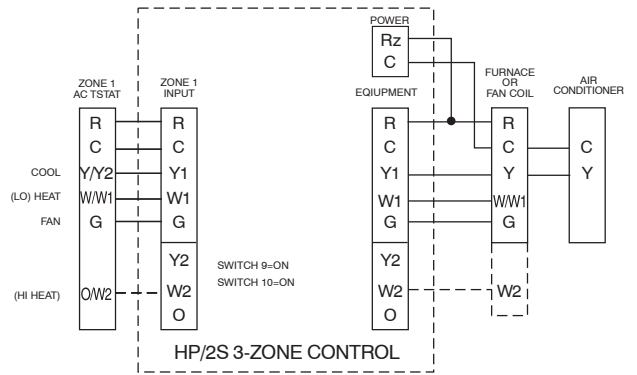 POWER
Rz
C
ZONE 1
AC TSTAT
ZONE 1
INPUT
EQIUPMENT
FURNACE
OR
FAN COIL
AIR
CONDITIONER
R
R
R
R
C
C
C
C
C
COOL
Y/Y2
Y1
Y1
Y
Y
(LO) HEAT
W/W1
W1
W1
W/W1
FAN
G
G
G
G
Y2
SWITCH 9=ON
Y2
SWITCH 10=ON
(HI HEAT)
O/W2
W2
W2
W2
O
O
HP/2S 3-ZONE CONTROL